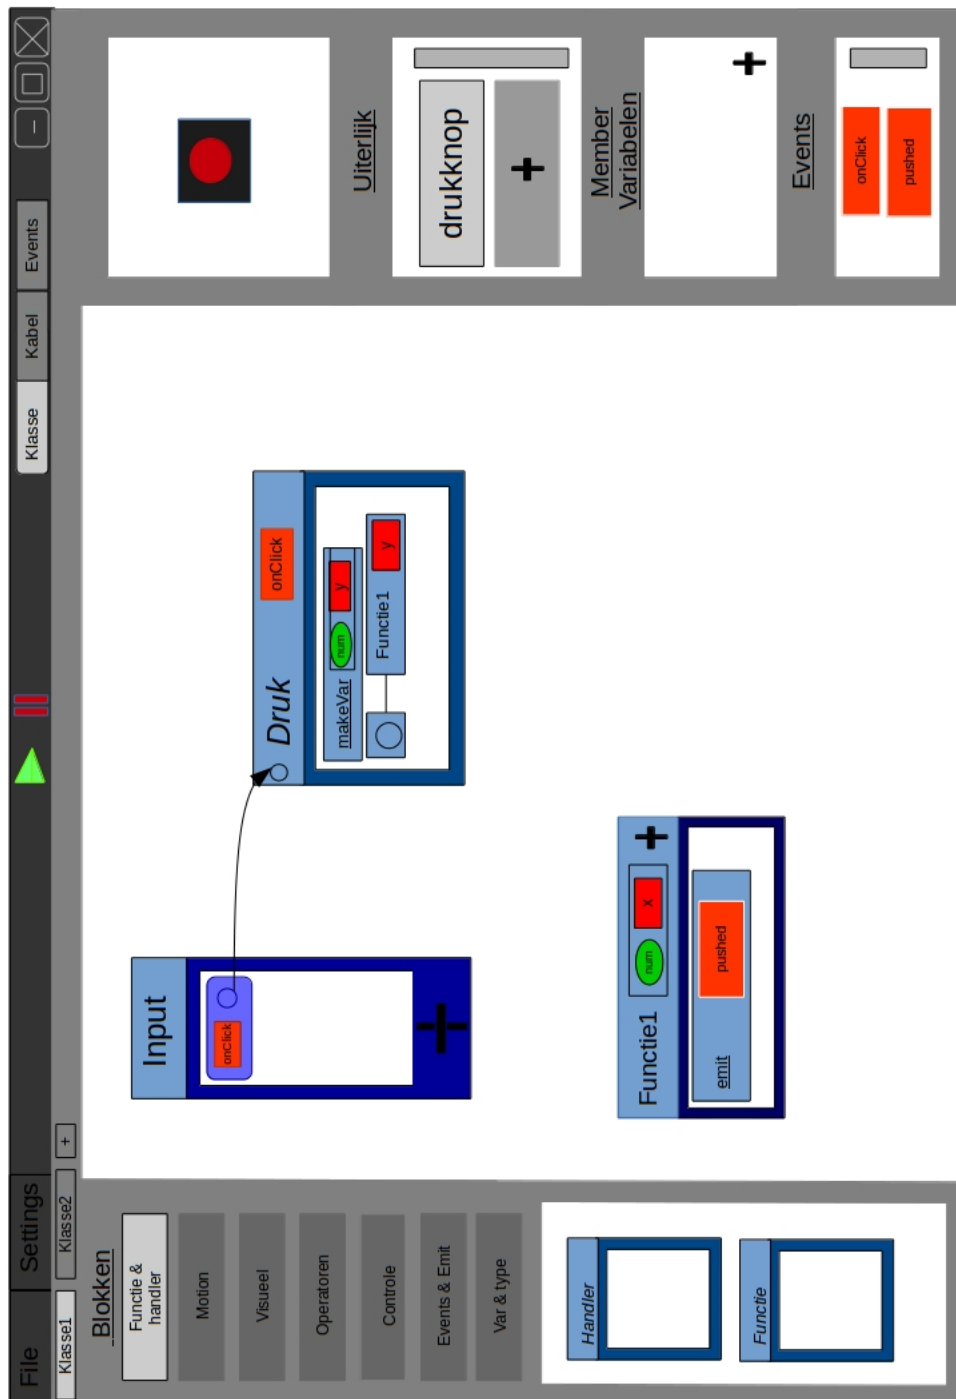 File
Settings
Klasse
Kabel
Events
Klasse1
Klasse2
+
Blokken
Functie &
handler
Motion
Visueel
Operatoren
Controle
Events & Emit
Var & type
Handler
Functie
Input
onClick
Druk
onClick
makeVar
num
y
Functie1
y
Functie1
num
x
emit
pushed
Uiterlijk
drukknop
Member
Variabelen
Events
onClick
pushed